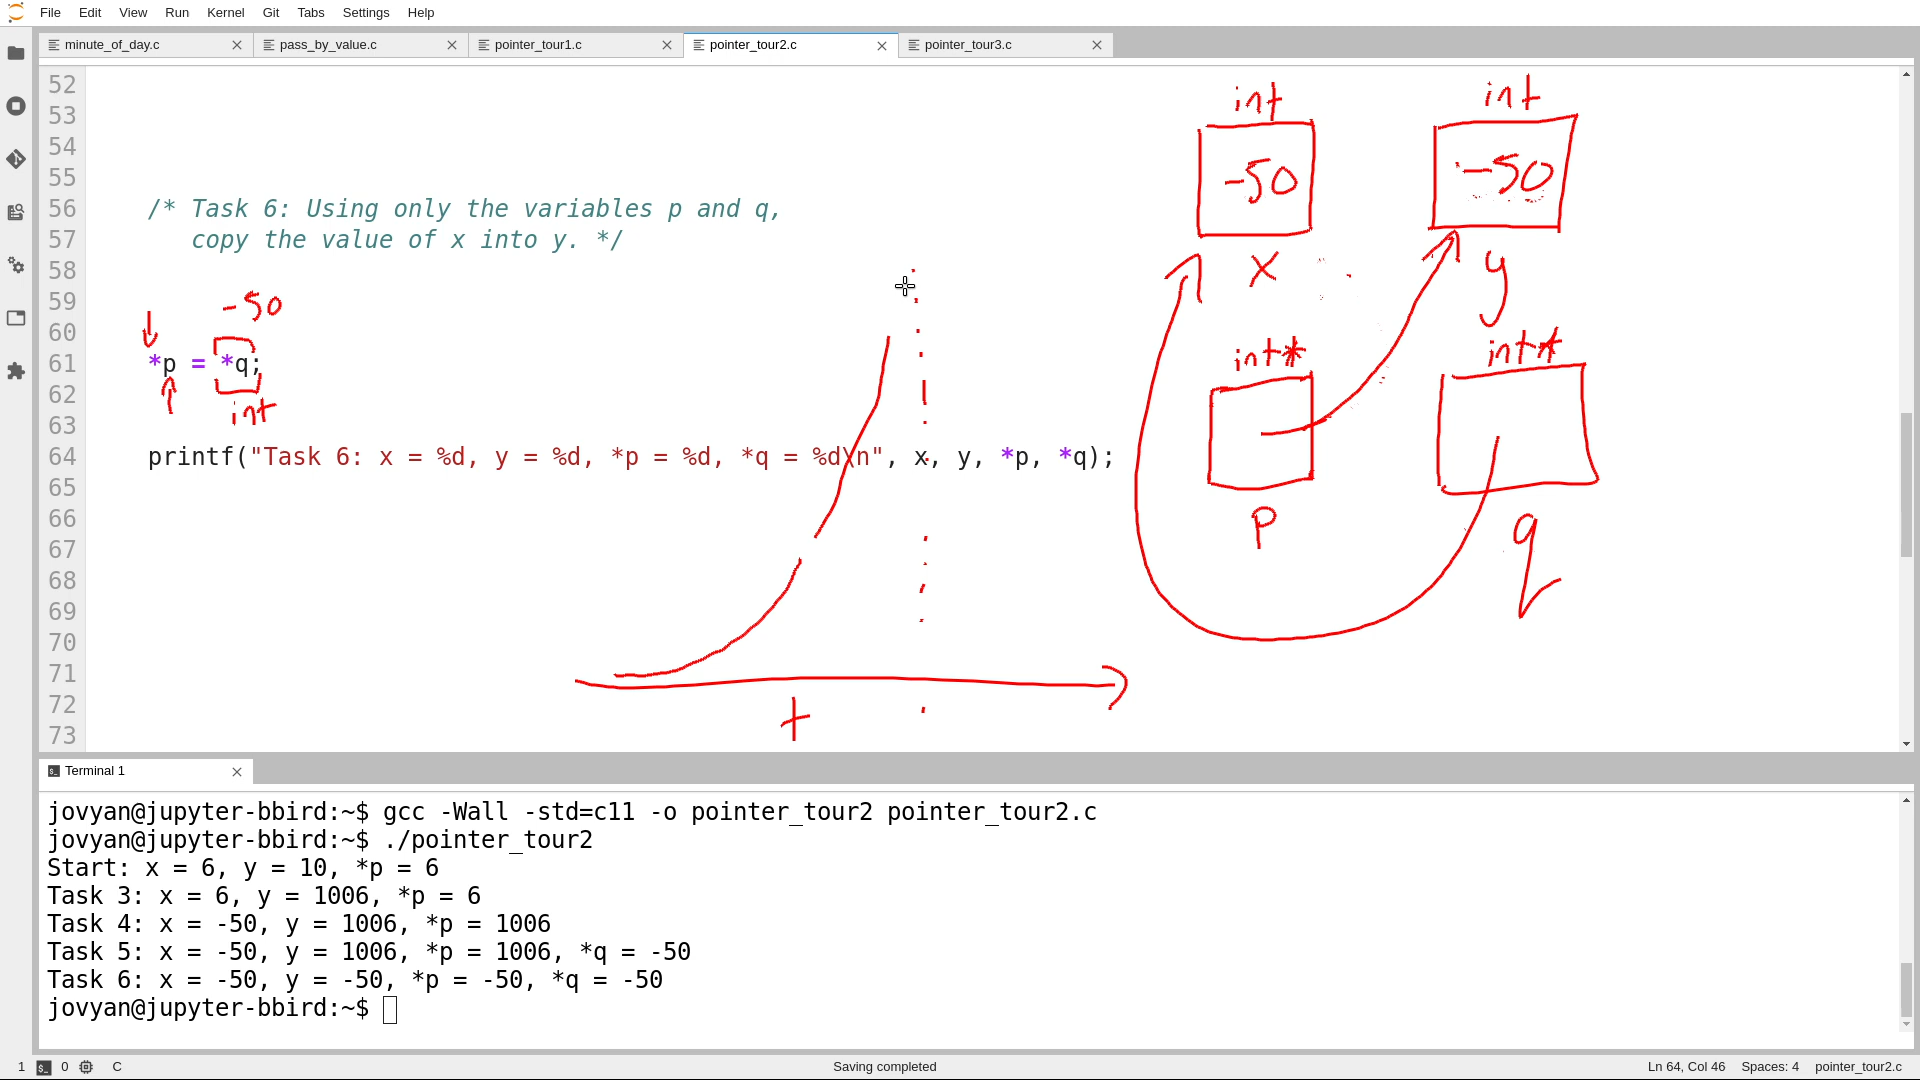 File Edit View Run Kernel Git Tabs Settings Help
minute_of_day.c pass_by_value.c pointer_tour1.c pointer_tour2.c pointer_tour3.c
52
53
54
55
56 /* Task 6: Using only the variables p and q,
57 copy the value of x into y. */
58
59
60
61 *p = *q;
62
63
64 printf("Task 6: x = %d, y = %d, *p = %d, *q = %d\n", x, y, *p, *q);
65
66
67
68
69
70
71
72
73
-50
int
t
int int
-50 -50
x y
int* int*
p q
Terminal 1
jovyan@jupyter-bbird:~$ gcc -Wall -std=c11 -o pointer_tour2 pointer_tour2.c
jovyan@jupyter-bbird:~$ ./pointer_tour2
Start: x = 6, y = 10, *p = 6
Task 3: x = 6, y = 1006, *p = 6
Task 4: x = -50, y = 1006, *p = 1006
Task 5: x = -50, y = 1006, *p = 1006, *q = -50
Task 6: x = -50, y = -50, *p = -50, *q = -50
jovyan@jupyter-bbird:~$
1 0 C Saving completed Ln 64, Col 46 Spaces: 4 pointer_tour2.c